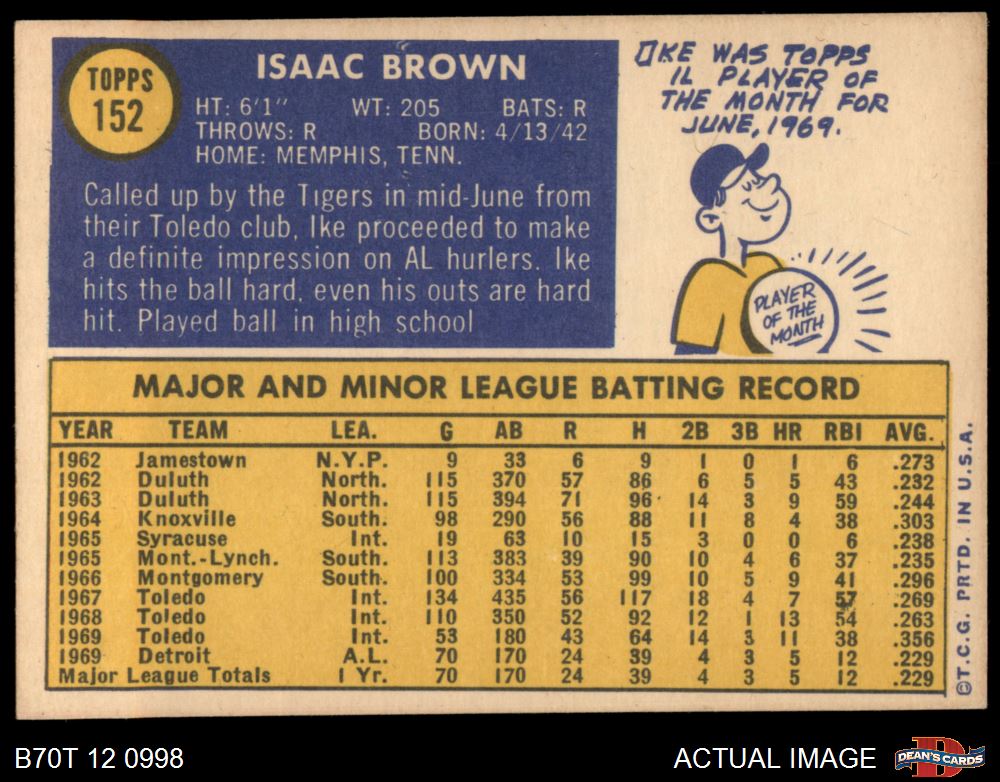 TOPPS
152
ISAAC BROWN
HT: 6'1" WT: 205 BATS: R
THROWS: R BORN: 4/13/42
HOME: MEMPHIS, TENN.
Called up by the Tigers in mid-June from
their Toledo club, Ike proceeded to make
a definite impression on AL hurlers. Ike
hits the ball hard, even his outs are hard
hit. Played ball in high school
IKE WAS TOPPS
IL PLAYER OF
THE MONTH FOR
JUNE, 1969.
PLAYER
OF THE
MONTH
MAJOR AND MINOR LEAGUE BATTING RECORD
YEAR TEAM LEA. G AB R H 2B 3B HR RBI AVG.
1962 Jamestown N.Y.P. 9 33 6 9 1 0 1 6 .273
1962 Duluth North. 115 370 57 86 6 5 5 43 .232
1963 Duluth North. 115 394 71 96 14 3 9 59 .244
1964 Knoxville South. 98 290 56 88 11 8 4 38 .303
1965 Syracuse Int. 19 63 10 15 3 0 0 6 .238
1965 Mont.-Lynch. South. 113 383 39 90 10 4 6 37 .235
1966 Montgomery South. 100 334 53 99 10 5 9 41 .296
1967 Toledo Int. 134 435 56 117 18 4 7 57 .269
1968 Toledo Int. 110 350 52 92 12 1 13 54 .263
1969 Toledo Int. 53 180 43 64 14 3 11 38 .356
1969 Detroit A.L. 70 170 24 39 4 3 5 12 .229
Major League Totals 1 Yr. 70 170 24 39 4 3 5 12 .229
©T.C.G. PRTD. IN U.S.A.
B70T 12 0998
ACTUAL IMAGE
D
DEAN'S CARDS